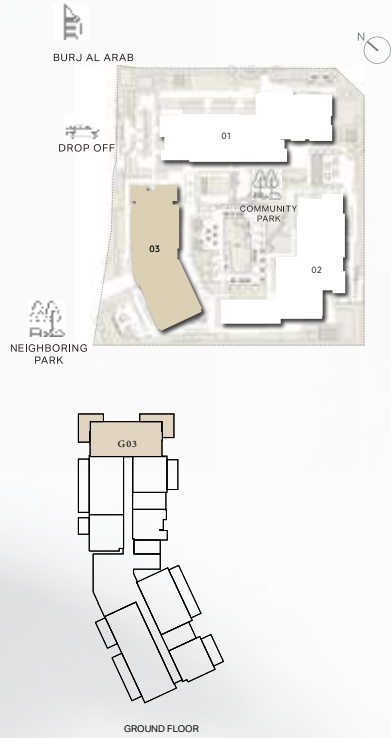 N
BURJ AL ARAB
DROP OFF
01
COMMUNITY
PARK
03
02
NEIGHBORING
PARK
G03
GROUND FLOOR